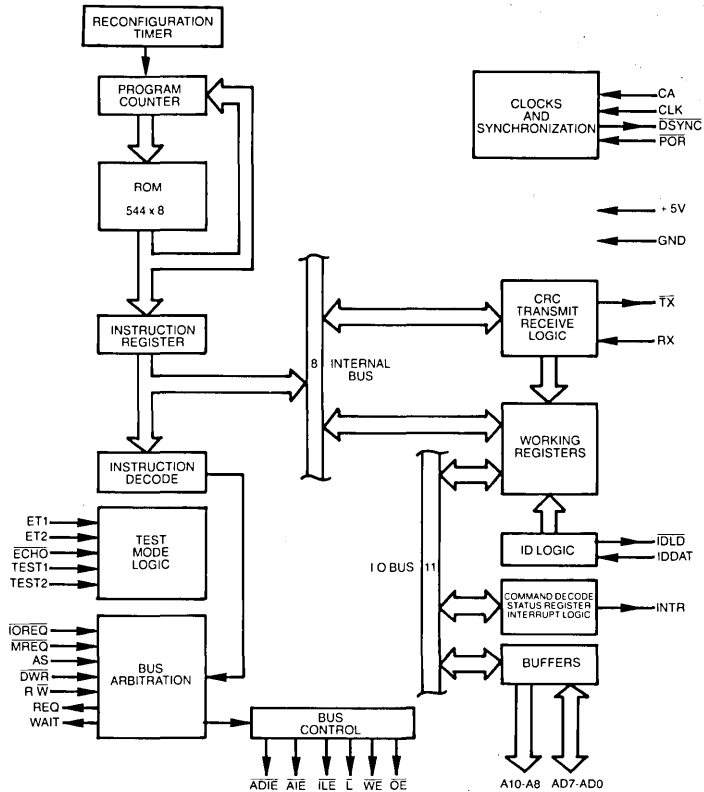 RECONFIGURATION
TIMER
PROGRAM
COUNTER
ROM
544 x 8
INSTRUCTION
REGISTER
INSTRUCTION
DECODE
ET1
ET2
ECHO
TEST1
TEST2
TEST
MODE
LOGIC
IOREQ
MREQ
AS
DWR
R W
REQ
WAIT
BUS
ARBITRATION
BUS
CONTROL
ADIE
AIE
ILE
L
WE
OE
8
INTERNAL
BUS
I O BUS
11
CLOCKS
AND
SYNCHRONIZATION
CA
CLK
DSYNC
POR
+ 5V
GND
CRC
TRANSMIT
RECEIVE
LOGIC
TX
RX
WORKING
REGISTERS
ID LOGIC
IDLD
IDDAT
COMMAND DECODE
STATUS REGISTER
INTERRUPT LOGIC
INTR
BUFFERS
A10-A8
AD7-AD0